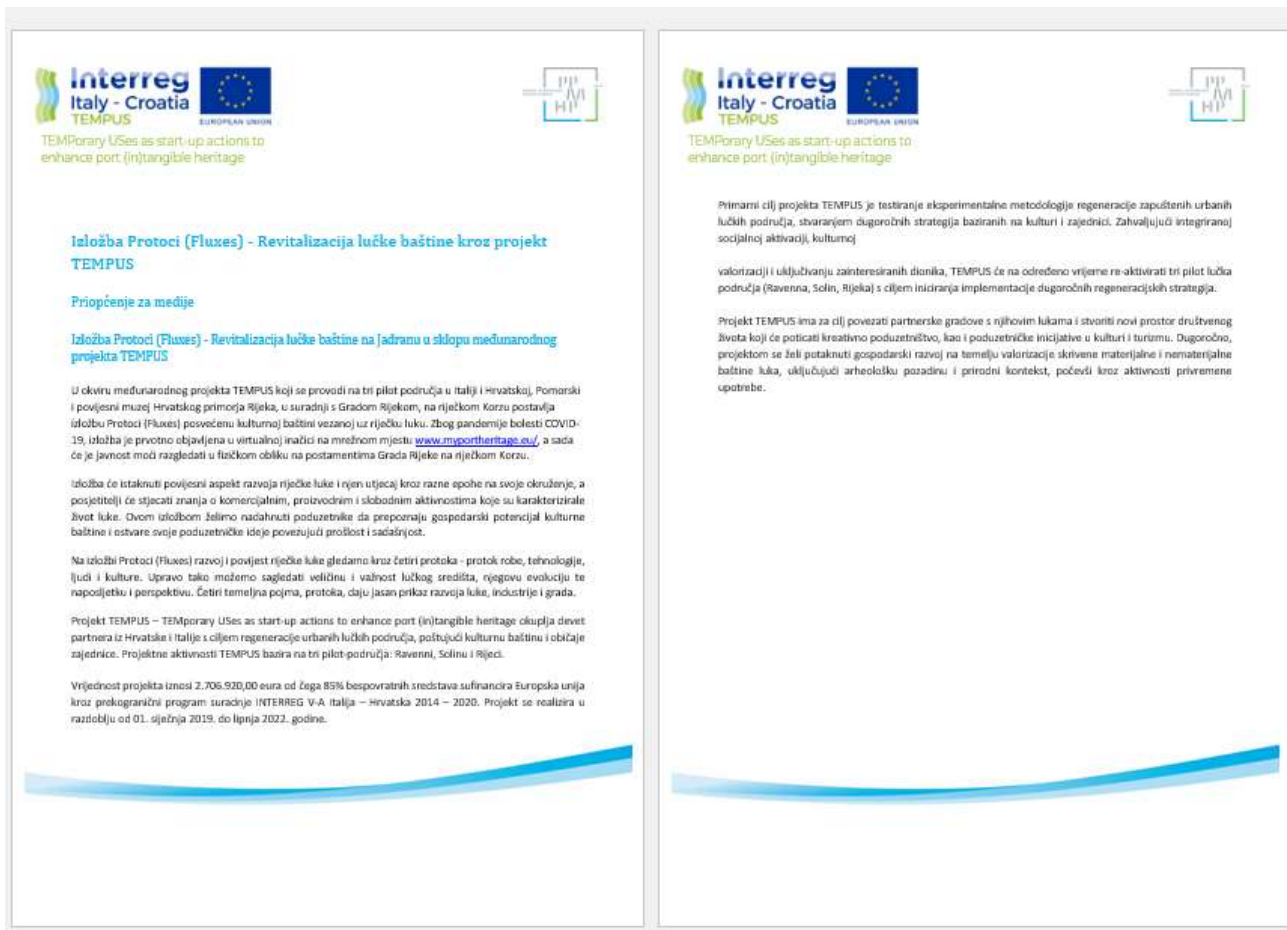 Interreg
Italy - Croatia
TEMPUS
EUROPEAN UNION
TEMPorary USes as start-up actions to
enhance port (in)tangible heritage
PP
M
HP
Izložba Protoci (Fluxes) - Revitalizacija lučke baštine kroz projekt
TEMPUS
Priopćenje za medije
Izložba Protoci (Fluxes) - Revitalizacija lučke baštine na Jadranu u sklopu međunarodnog
projekta TEMPUS
U okviru međunarodnog projekta TEMPUS koji se provodi na tri pilot područja u Italiji i Hrvatskoj, Pomorski
i povijesni muzej Hrvatskog primorja Rijeka, u suradnji s Gradom Rijekom, na riječkom Korzu postavlja
izložbu Protoci (Fluxes) posvećenu kulturnoj baštini vezanoj uz riječku luku. Zbog pandemije bolesti COVID-
19, izložba je prvotno objavljena u virtualnoj inačici na mrežnom mjestu www.myportheritage.eu/, a sada
će je javnost moći razgledati u fizičkom obliku na postamentima Grada Rijeke na riječkom Korzu.
Izložba će istaknuti povijesni aspekt razvoja riječke luke i njen utjecaj kroz razne epohe na svoje okruženje, a
posjetitelji će stjecati znanja o komercijalnim, proizvodnim i slobodnim aktivnostima koje su karakterizirale
život luke. Ovom izložbom želimo nadahnuti poduzetnike da prepoznaju gospodarski potencijal kulturne
baštine i ostvare svoje poduzetničke ideje povezujući prošlost i sadašnjost.
Na izložbi Protoci (Fluxes) razvoj i povijest riječke luke gledamo kroz četiri protoka - protok robe, tehnologije,
ljudi i kulture. Upravo tako možemo sagledati veličinu i važnost lučkog središta, njegovu evoluciju te
naposljetku i perspektivu. Četiri temeljna pojma, protoka, daju jasan prikaz razvoja luke, industrije i grada.
Projekt TEMPUS – TEMporary USes as start-up actions to enhance port (in)tangible heritage okuplja devet
partnera iz Hrvatske i Italije s ciljem regeneracije urbanih lučkih područja, poštujući kulturnu baštinu i običaje
zajednice. Projektne aktivnosti TEMPUS bazira na tri pilot-područja: Ravenni, Solinu i Rijeci.
Vrijednost projekta iznosi 2.706.920,00 eura od čega 85% bespovratnih sredstava sufinancira Europska unija
kroz prekogranični program suradnje INTERREG V-A Italija – Hrvatska 2014 – 2020. Projekt se realizira u
razdoblju od 01. siječnja 2019. do lipnja 2022. godine.
Interreg
Italy - Croatia
TEMPUS
EUROPEAN UNION
TEMPorary USes as start-up actions to
enhance port (in)tangible heritage
PP
M
HP
Primarni cilj projekta TEMPUS je testiranje eksperimentalne metodologije regeneracije zapuštenih urbanih
lučkih područja, stvaranjem dugoročnih strategija baziranih na kulturi i zajednici. Zahvaljujući integriranoj
socijalnoj aktivaciji, kulturnoj
valorizaciji i uključivanju zainteresiranih dionika, TEMPUS će na određeno vrijeme re-aktivirati tri pilot lučka
područja (Ravenna, Solin, Rijeka) s ciljem iniciranja implementacije dugoročnih regeneracijskih strategija.
Projekt TEMPUS ima za cilj povezati partnerske gradove s njihovim lukama i stvoriti novi prostor društvenog
života koji će poticati kreativno poduzetništvo, kao i poduzetničke inicijative u kulturi i turizmu. Dugoročno,
projektom se želi potaknuti gospodarski razvoj na temelju valorizacije skrivene materijalne i nematerijalne
baštine luka, uključujući arheološku pozadinu i prirodni kontekst, počevši kroz aktivnosti privremene
upotrebe.